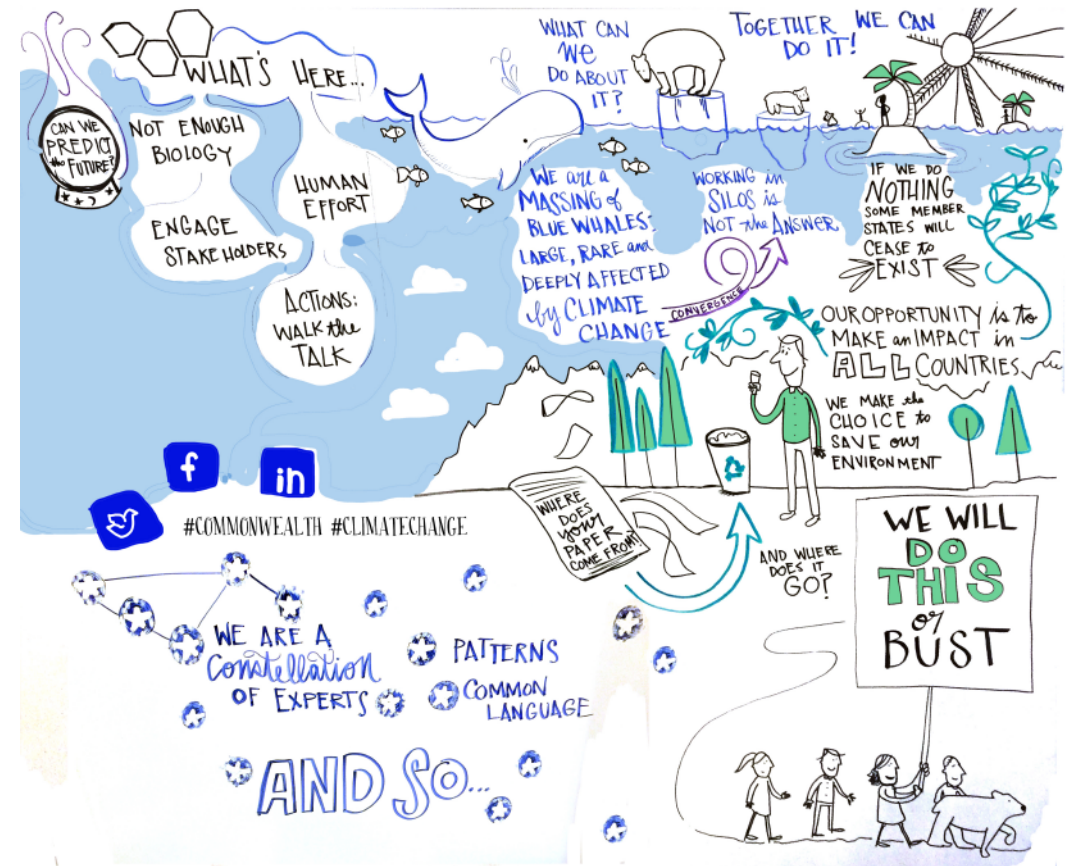 WHAT'S HERE...
CAN WE
PREDICT
the FUTURE?
NOT ENOUGH
BIOLOGY
ENGAGE
STAKEHOLDERS
HUMAN
EFFORT
ACTIONS:
WALK the
TALK
WHAT CAN
WE
DO ABOUT
IT?
TOGETHER WE CAN
DO IT!
WE are a
MASSING of
BLUE WHALES:
LARGE, RARE and
DEEPLY AFFECTED
by CLIMATE
CHANGE
WORKING in
SILOS is
NOT the ANSWER
CONVERGENCE
IF WE DO
NOTHING
SOME MEMBER
STATES WILL
CEASE to
EXIST
OUR OPPORTUNITY is to
MAKE an IMPACT in
ALL COUNTRIES
WE MAKE the
CHOICE to
SAVE our
ENVIRONMENT
WHERE
DOES
your
PAPER
COME FROM?
AND WHERE
DOES IT
GO?
f
in
#COMMONWEALTH #CLIMATECHANGE
WE ARE A
Constellation
OF EXPERTS
PATTERNS
COMMON
LANGUAGE
AND SO...
WE WILL
DO
THIS
or
BUST